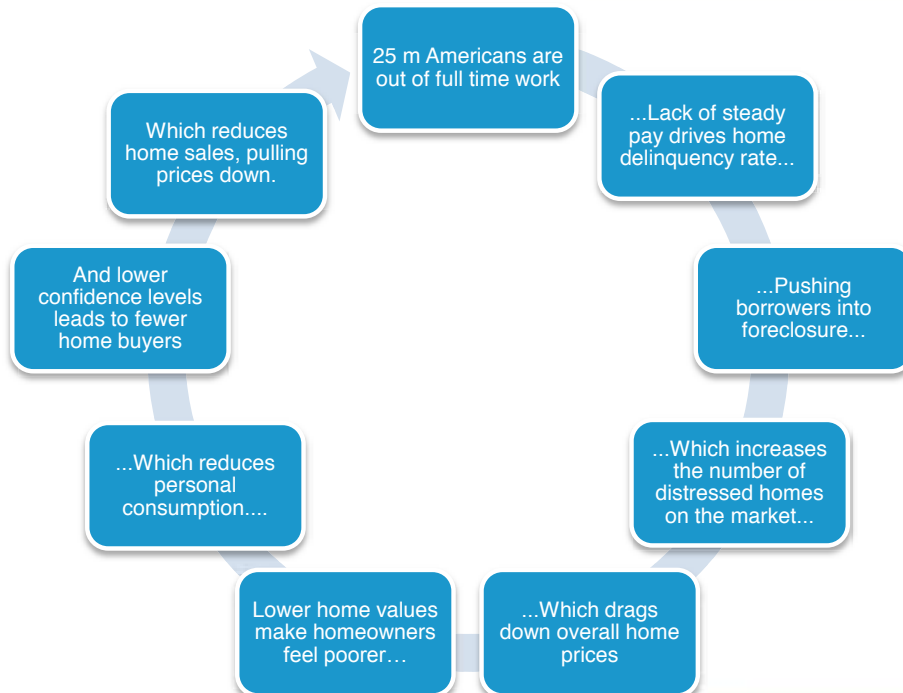 25 m Americans are
out of full time work
...Lack of steady
pay drives home
delinquency rate...
...Pushing
borrowers into
foreclosure...
...Which increases
the number of
distressed homes
on the market...
...Which drags
down overall home
prices
Lower home values
make homeowners
feel poorer…
...Which reduces
personal
consumption....
And lower
confidence levels
leads to fewer
home buyers
Which reduces
home sales, pulling
prices down.